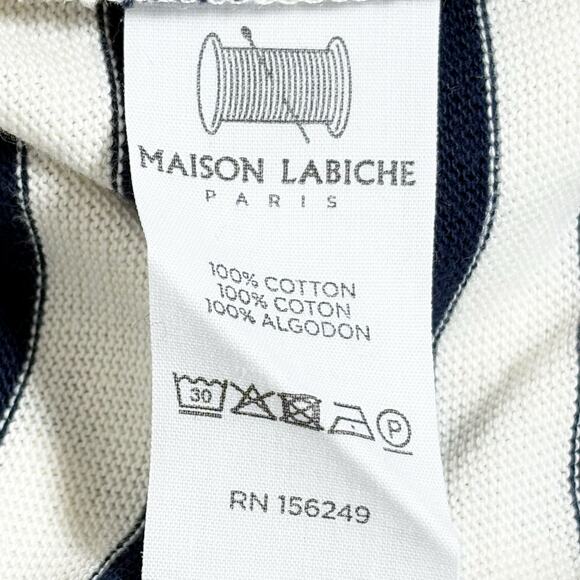 MAISON LABICHE
PARIS
100% COTTON
100% COTON
100% ALGODON
30
P
RN 156249